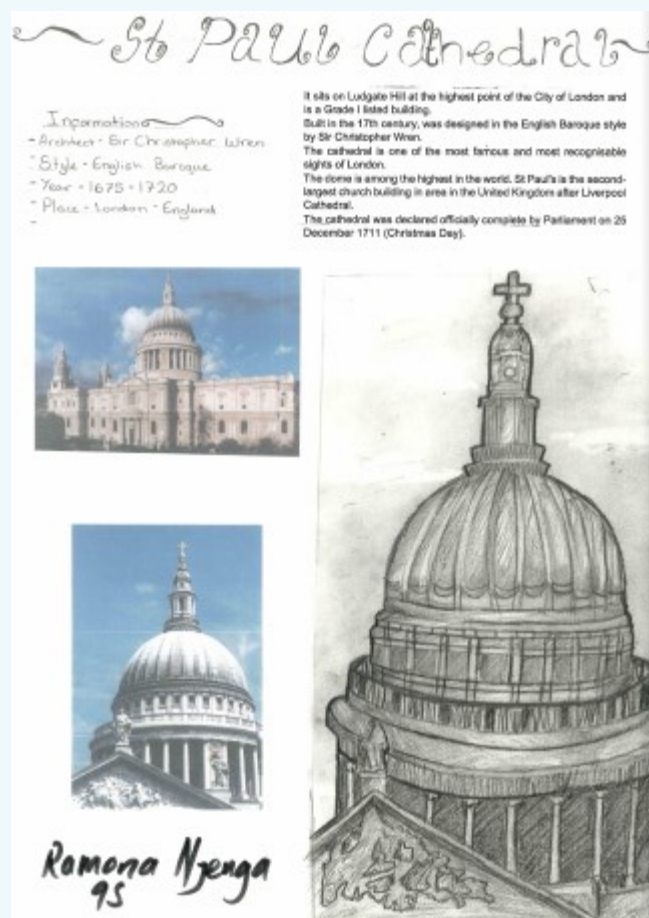 St Paul Cathedral
Information
- Architect - Sir Christopher Wren
- Style - English Baroque
- Year - 1675 - 1720
- Place - London - England
-
It sits on Ludgate Hill at the highest point of the City of London and
is a Grade I listed building.
Built in the 17th century, was designed in the English Baroque style
by Sir Christopher Wren.
The cathedral is one of the most famous and most recognisable
sights of London.
The dome is among the highest in the world. St Paul's is the second-
largest church building in area in the United Kingdom after Liverpool
Cathedral.
The cathedral was declared officially complete by Parliament on 25
December 1711 (Christmas Day).
Ramona Njenga
9S